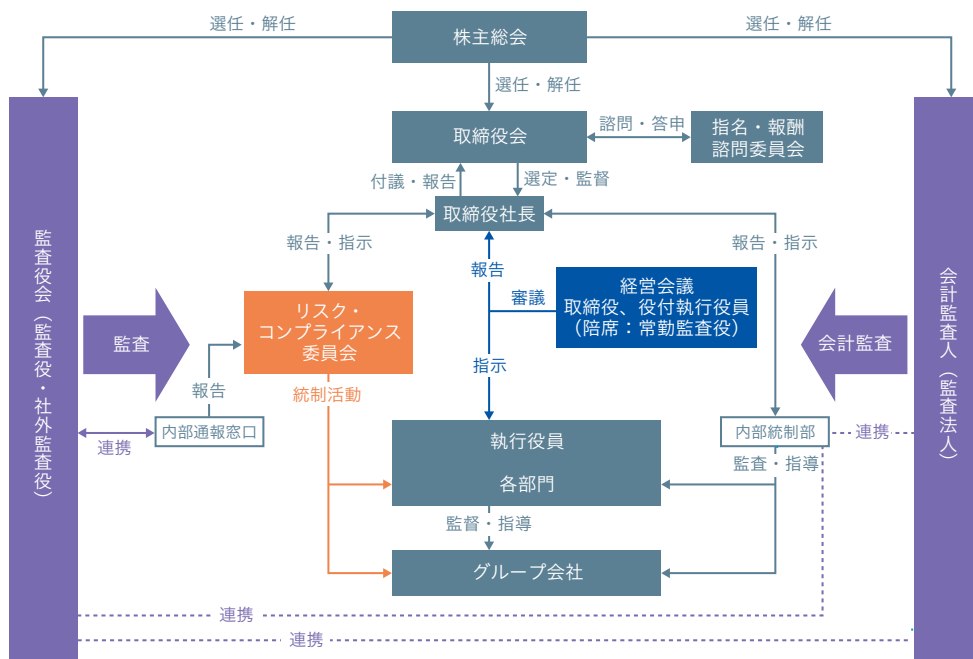 選任・解任
株主総会
選任・解任
選任・解任
取締役会
諮問・答申
指名・報酬
諮問委員会
付議・報告
選定・監督
取締役社長
報告・指示
報告
報告・指示
監査役会（監査役・社外監査役）
会計監査人（監査法人）
経営会議
取締役、役付執行役員
（陪席：常勤監査役）
審議
リスク・
コンプライアンス
委員会
監査
会計監査
指示
報告
統制活動
内部通報窓口
連携
執行役員
各部門
内部統制部
連携
監査・指導
監督・指導
グループ会社
連携
連携